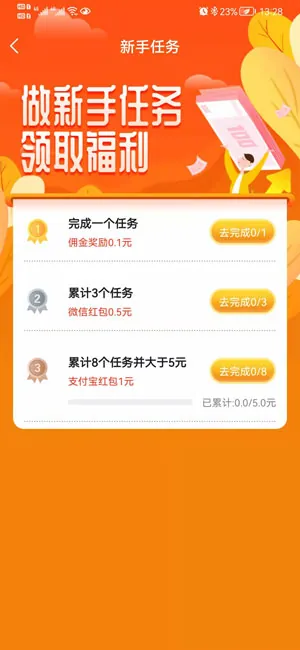 23% 13:28
新手任务
做新手任务
领取福利
100
1
完成一个任务
佣金奖励0.1元
去完成0/1
2
累计3个任务
微信红包0.5元
去完成0/3
3
累计8个任务并大于5元
支付宝红包1元
去完成0/8
已累计:0.0/5.0元